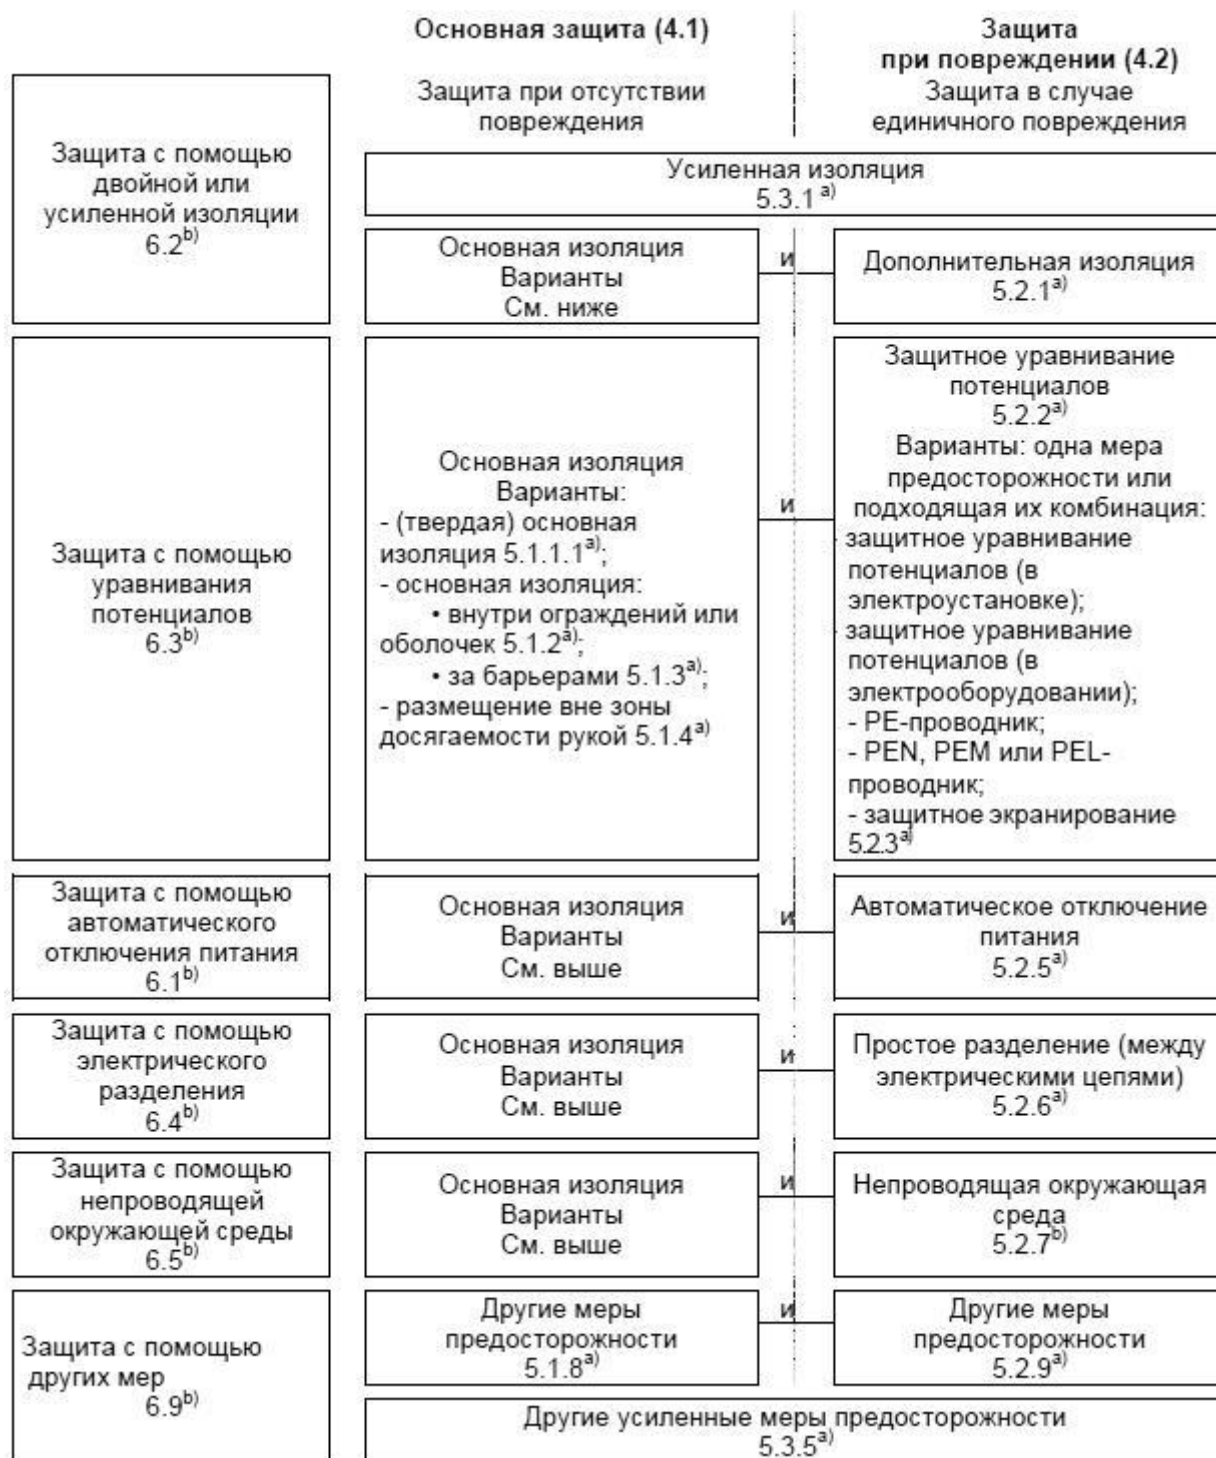 Основная защита (4.1)
Защита при отсутствии
повреждения
Защита
при повреждении (4.2)
Защита в случае
единичного повреждения
Защита с помощью
двойной или
усиленной изоляции
6.2b)
Усиленная изоляция
5.3.1a)
Основная изоляция
Варианты
См. ниже
и
Дополнительная изоляция
5.2.1a)
Защита с помощью
уравнивания
потенциалов
6.3b)
Основная изоляция
Варианты:
- (твердая) основная
изоляция 5.1.1.1a);
- основная изоляция:
• внутри ограждений или
оболочек 5.1.2a);
• за барьерами 5.1.3a);
- размещение вне зоны
досягаемости рукой 5.1.4a)
и
Защитное уравнивание
потенциалов
5.2.2a)
Варианты: одна мера
предосторожности или
подходящая их комбинация:
- защитное уравнивание
потенциалов (в
электроустановке);
- защитное уравнивание
потенциалов (в
электрооборудовании);
- PE-проводник;
- PEN, PEM или PEL-
проводник;
- защитное экранирование
5.2.3a)
Защита с помощью
автоматического
отключения питания
6.1b)
Основная изоляция
Варианты
См. выше
и
Автоматическое отключение
питания
5.2.5a)
Защита с помощью
электрического
разделения
6.4b)
Основная изоляция
Варианты
См. выше
и
Простое разделение (между
электрическими цепями)
5.2.6a)
Защита с помощью
непроводящей
окружающей среды
6.5b)
Основная изоляция
Варианты
См. выше
и
Непроводящая окружающая
среда
5.2.7b)
Защита с помощью
других мер
6.9b)
Другие меры
предосторожности
5.1.8a)
и
Другие меры
предосторожности
5.2.9a)
Другие усиленные меры предосторожности
5.3.5a)